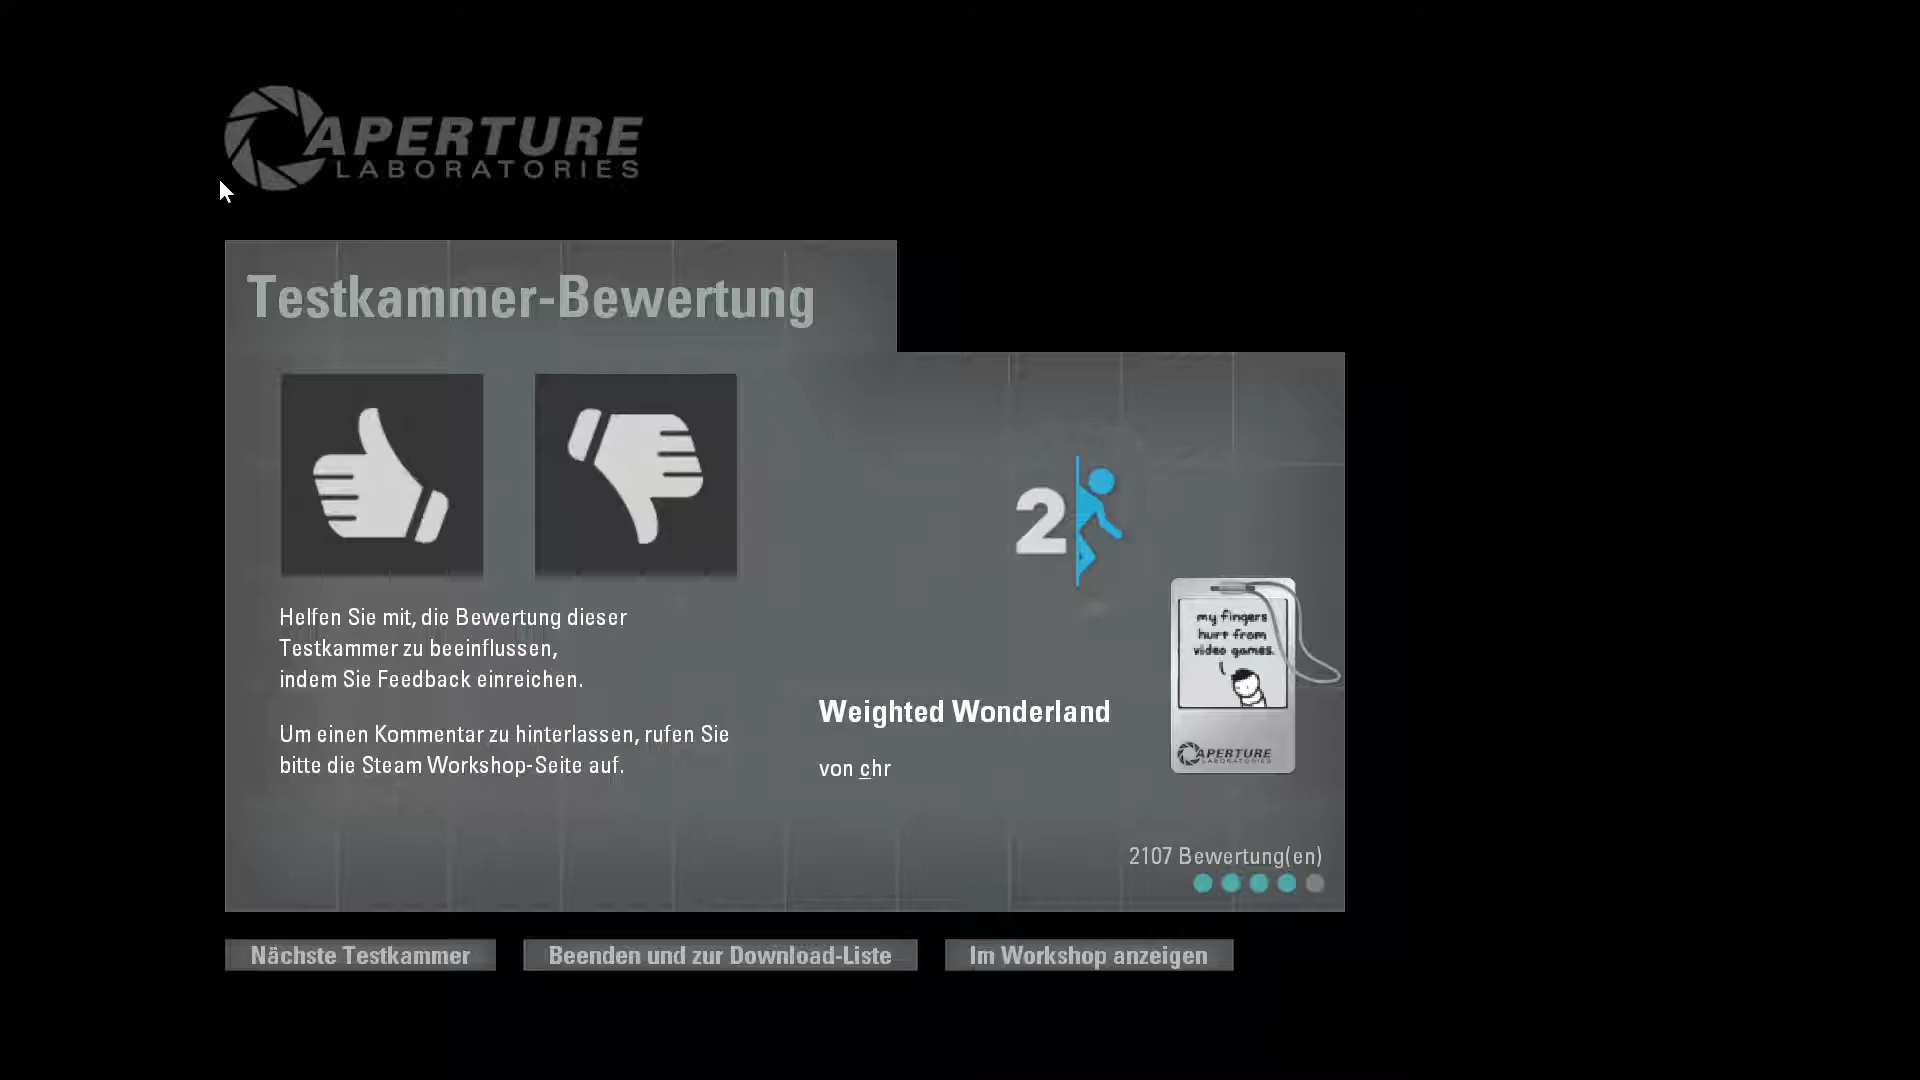 APERTURE
LABORATORIES
Testkammer-Bewertung
Helfen Sie mit, die Bewertung dieser
Testkammer zu beeinflussen,
indem Sie Feedback einreichen.
Um einen Kommentar zu hinterlassen, rufen Sie
bitte die Steam Workshop-Seite auf.
2
my fingers
hurt from
video games.
APERTURE
LABORATORIES
Weighted Wonderland
von chr
2107 Bewertung(en)
Nächste Testkammer
Beenden und zur Download-Liste
Im Workshop anzeigen